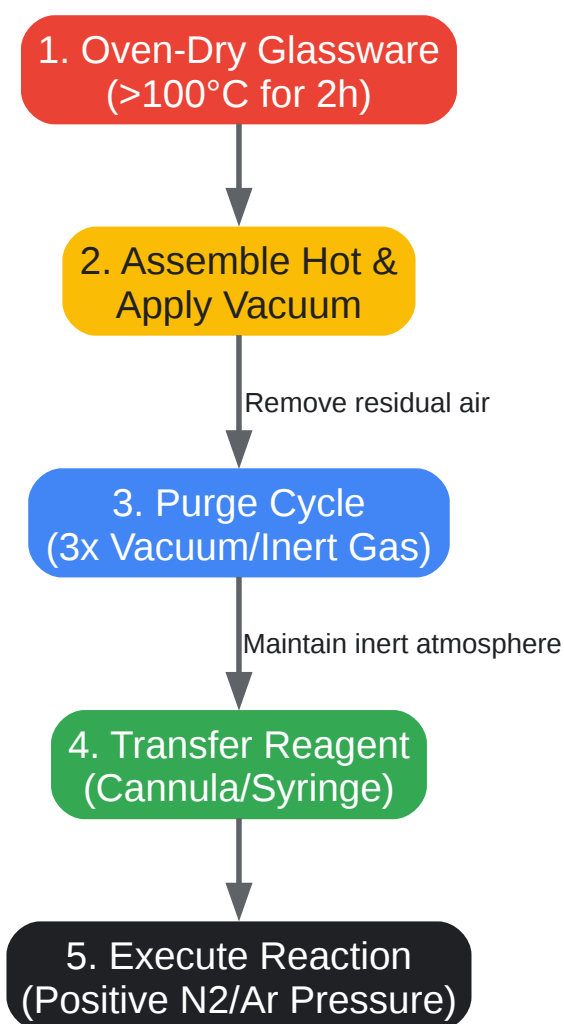 1. Oven-Dry Glassware
(>100°C for 2h)
2. Assemble Hot &
Apply Vacuum
Remove residual air
3. Purge Cycle
(3x Vacuum/Inert Gas)
Maintain inert atmosphere
4. Transfer Reagent
(Cannula/Syringe)
5. Execute Reaction
(Positive N2/Ar Pressure)